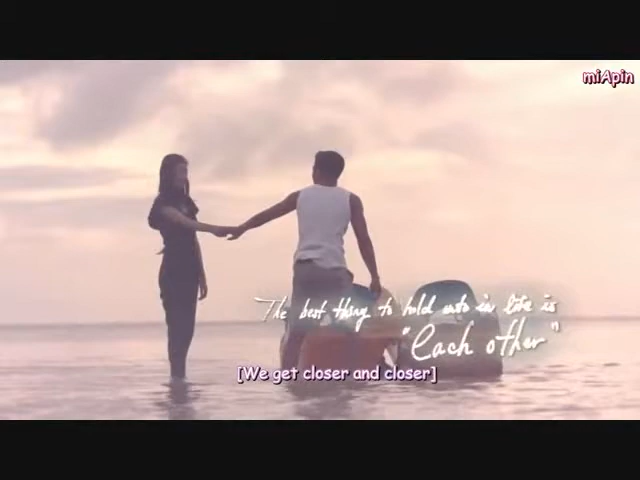 miApin
The best thing to hold onto in life is
"each other"
[We get closer and closer]